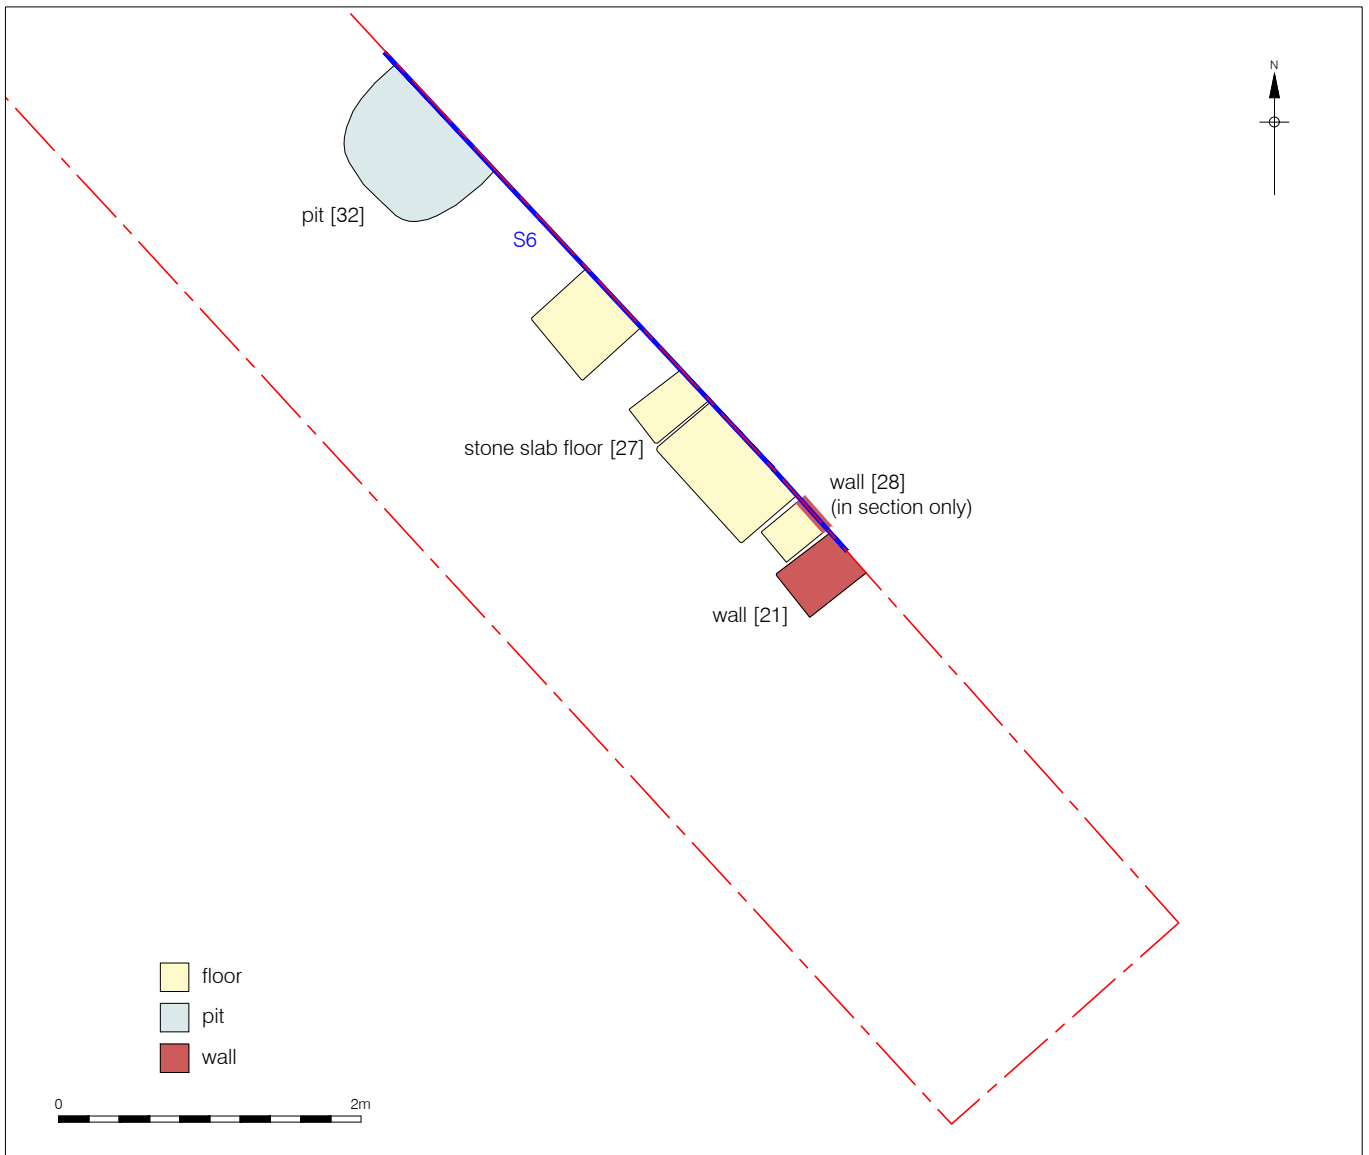 N
pit [32]
S6
stone slab floor [27]
wall [28]
(in section only)
wall [21]
floor
pit
wall
0 2m